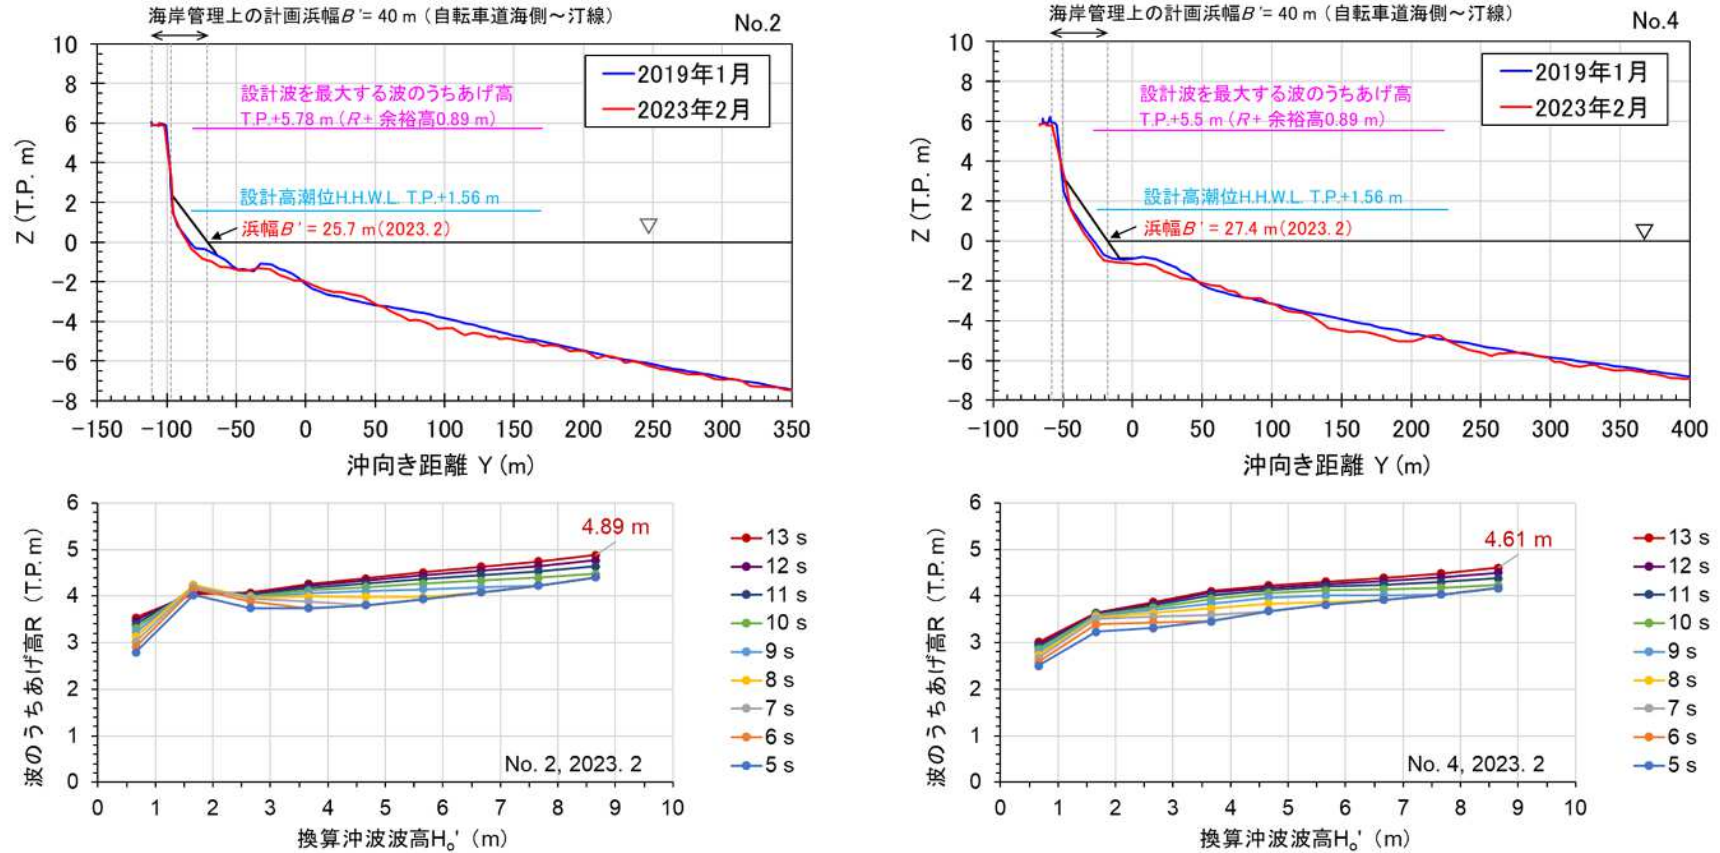 海岸管理上の計画浜幅B'= 40 m (自転車道海側～汀線)
No.2
10
8
6
4
2
0
−2
−4
−6
−8
Z (T.P. m)
2019年1月
2023年2月
設計波を最大する波のうちあげ高
T.P.+5.78 m (R+ 余裕高0.89 m)
設計高潮位H.H.W.L. T.P.+1.56 m
浜幅B' = 25.7 m(2023. 2)
−150 −100 −50 0 50 100 150 200 250 300 350
沖向き距離 Y (m)
海岸管理上の計画浜幅B'= 40 m (自転車道海側～汀線)
No.4
10
8
6
4
2
0
−2
−4
−6
−8
Z (T.P. m)
2019年1月
2023年2月
設計波を最大する波のうちあげ高
T.P.+5.5 m (R+ 余裕高0.89 m)
設計高潮位H.H.W.L. T.P.+1.56 m
浜幅B' = 27.4 m(2023. 2)
−100 −50 0 50 100 150 200 250 300 350 400
沖向き距離 Y (m)
6
5
4
3
2
1
0
波のうちあげ高R (T.P. m)
4.89 m
No. 2, 2023. 2
0 1 2 3 4 5 6 7 8 9 10
換算沖波波高Ho' (m)
13 s
12 s
11 s
10 s
9 s
8 s
7 s
6 s
5 s
6
5
4
3
2
1
0
波のうちあげ高R (T.P. m)
4.61 m
No. 4, 2023. 2
0 1 2 3 4 5 6 7 8 9 10
換算沖波波高Ho' (m)
13 s
12 s
11 s
10 s
9 s
8 s
7 s
6 s
5 s